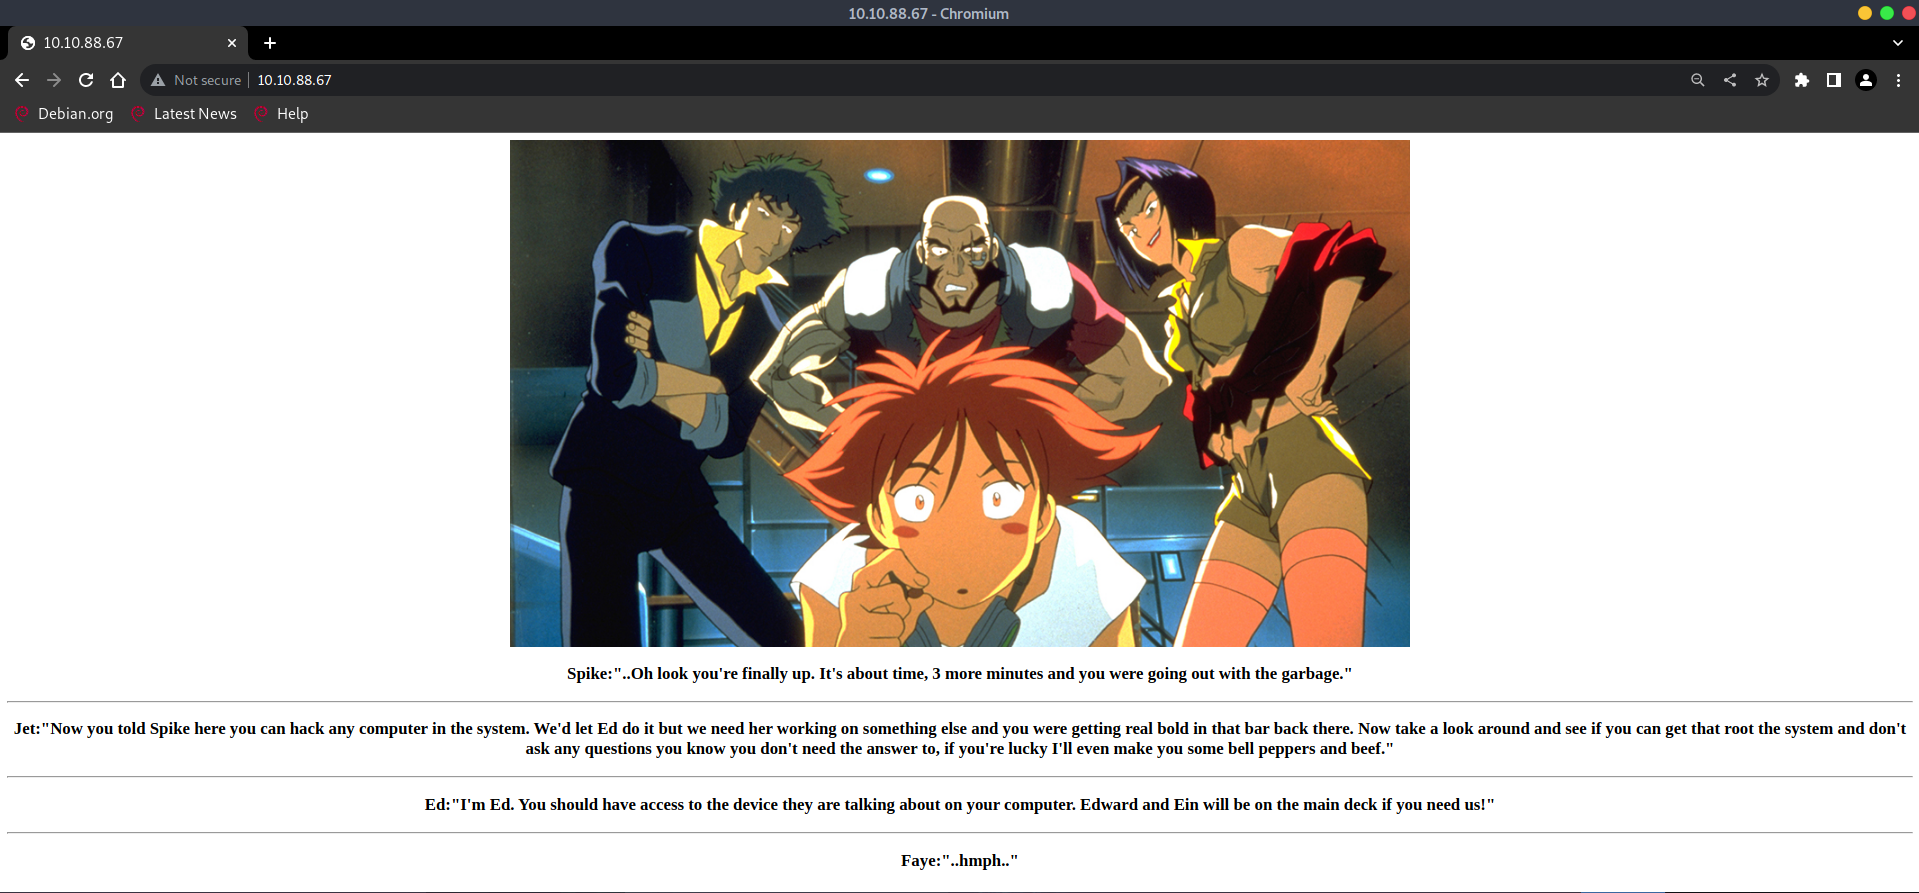 10.10.88.67 - Chromium
10.10.88.67
Not secure 10.10.88.67
Debian.org Latest News Help
Spike:"..Oh look you're finally up. It's about time, 3 more minutes and you were going out with the garbage."
Jet:"Now you told Spike here you can hack any computer in the system. We'd let Ed do it but we need her working on something else and you were getting real bold in that bar back there. Now take a look around and see if you can get that root the system and don't
ask any questions you know you don't need the answer to, if you're lucky I'll even make you some bell peppers and beef."
Ed:"I'm Ed. You should have access to the device they are talking about on your computer. Edward and Ein will be on the main deck if you need us!"
Faye:"..hmph.."